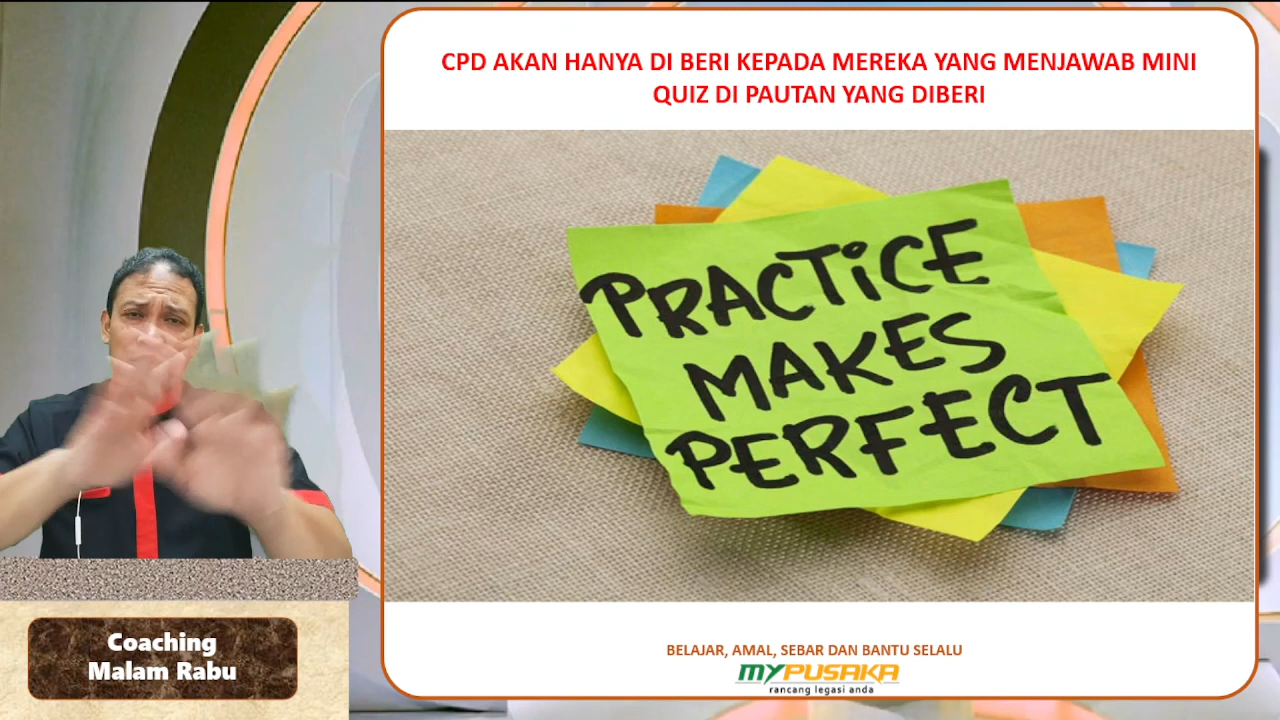 CPD AKAN HANYA DI BERI KEPADA MEREKA YANG MENJAWAB MINI
QUIZ DI PAUTAN YANG DIBERI
PRACTiCE
MAKES
PERFECT
BELAJAR, AMAL, SEBAR DAN BANTU SELALU
MYPUSAKA
rancang legasi anda
Coaching
Malam Rabu